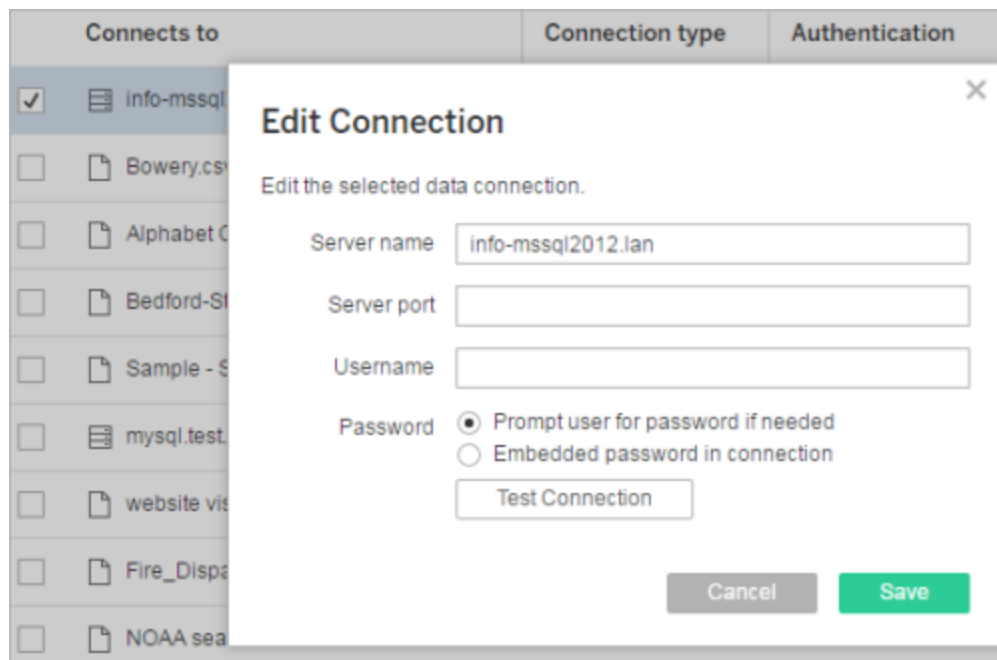 Connects to Connection type Authentication
info-mssql
Edit Connection
Edit the selected data connection.
Bowery.cs
Alphabet
Server name info-mssql2012.lan
Bedford-St
Server port
Sample - S
Username
mysql.test.
Password Prompt user for password if needed
Embedded password in connection
website vis
Test Connection
Fire_Dispa
Cancel Save
NOAA sea